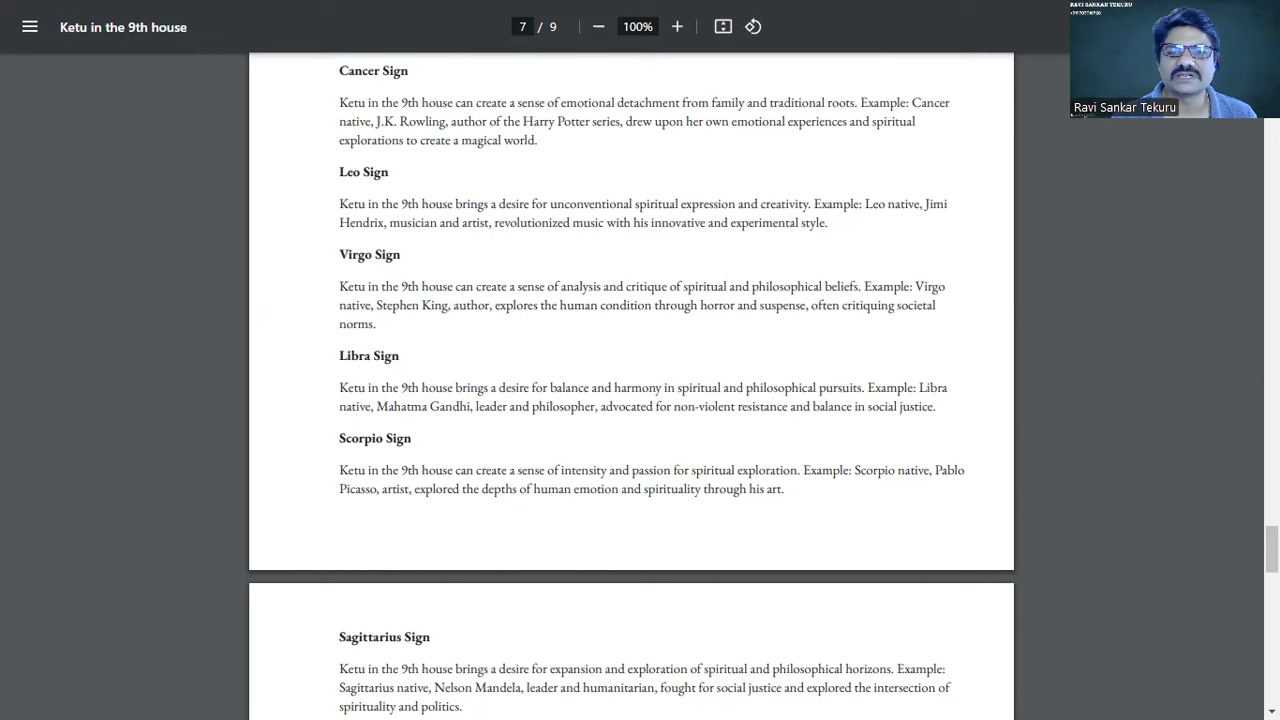 Ketu in the 9th house
7 / 9
100%
RAVI SANKAR TEKURU
Ravi Sankar Tekuru
Cancer Sign
Ketu in the 9th house can create a sense of emotional detachment from family and traditional roots. Example: Cancer
native, J.K. Rowling, author of the Harry Potter series, drew upon her own emotional experiences and spiritual
explorations to create a magical world.
Leo Sign
Ketu in the 9th house brings a desire for unconventional spiritual expression and creativity. Example: Leo native, Jimi
Hendrix, musician and artist, revolutionized music with his innovative and experimental style.
Virgo Sign
Ketu in the 9th house can create a sense of analysis and critique of spiritual and philosophical beliefs. Example: Virgo
native, Stephen King, author, explores the human condition through horror and suspense, often critiquing societal
norms.
Libra Sign
Ketu in the 9th house brings a desire for balance and harmony in spiritual and philosophical pursuits. Example: Libra
native, Mahatma Gandhi, leader and philosopher, advocated for non-violent resistance and balance in social justice.
Scorpio Sign
Ketu in the 9th house can create a sense of intensity and passion for spiritual exploration. Example: Scorpio native, Pablo
Picasso, artist, explored the depths of human emotion and spirituality through his art.
Sagittarius Sign
Ketu in the 9th house brings a desire for expansion and exploration of spiritual and philosophical horizons. Example:
Sagittarius native, Nelson Mandela, leader and humanitarian, fought for social justice and explored the intersection of
spirituality and politics.